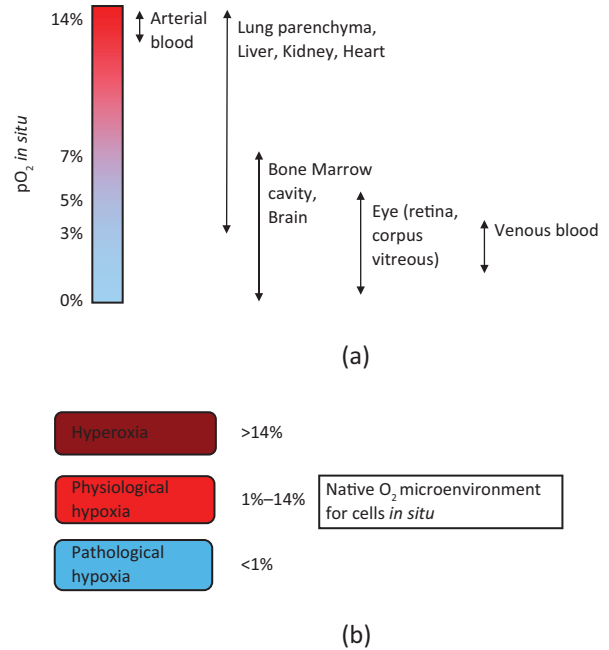 14%
7%
5%
3%
0%
pO2 in situ
Arterial
blood
Lung parenchyma,
Liver, Kidney, Heart
Bone Marrow
cavity,
Brain
Eye (retina,
corpus
vitreous)
Venous blood
(a)
Hyperoxia
>14%
Physiological
hypoxia
1%–14%
Native O2 microenvironment
for cells in situ
Pathological
hypoxia
<1%
(b)